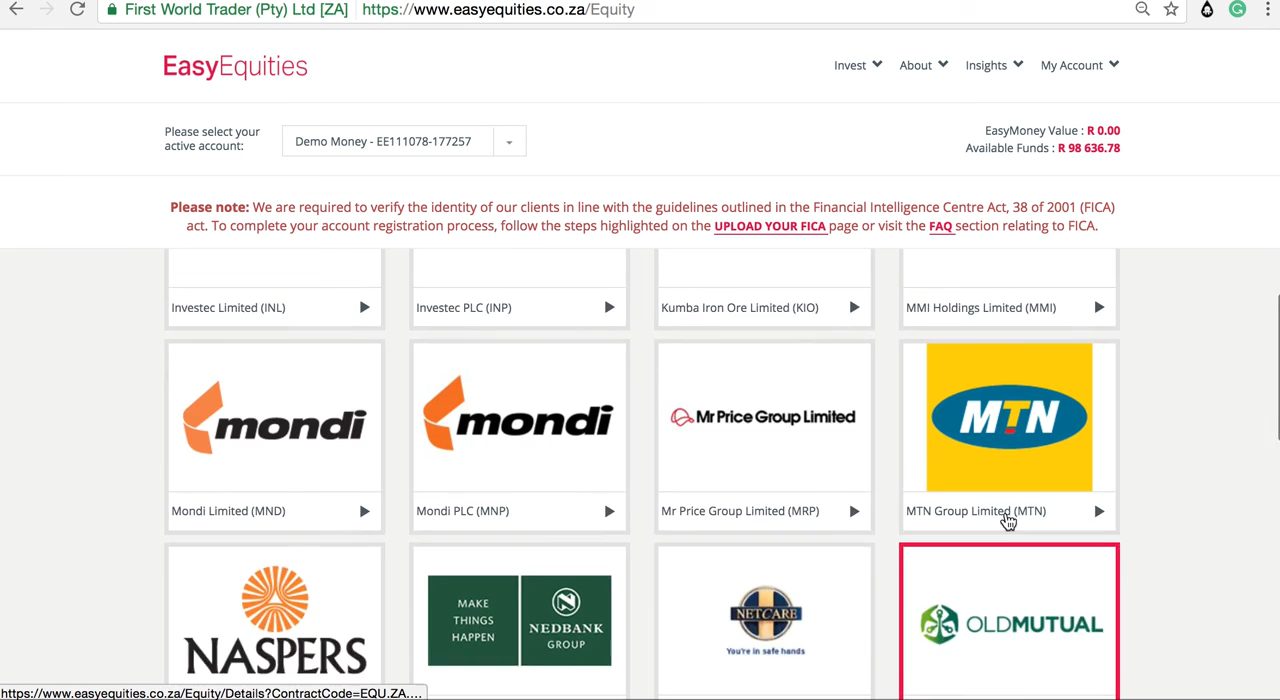 First World Trader (Pty) Ltd [ZA] https://www.easyequities.co.za/Equity
EasyEquities
Invest About Insights My Account
Please select your
active account:
Demo Money - EE111078-177257
EasyMoney Value : R 0.00
Available Funds : R 98 636.78
Please note: We are required to verify the identity of our clients in line with the guidelines outlined in the Financial Intelligence Centre Act, 38 of 2001 (FICA)
act. To complete your account registration process, follow the steps highlighted on the UPLOAD YOUR FICA page or visit the FAQ section relating to FICA.
Investec Limited (INL)
Investec PLC (INP)
Kumba Iron Ore Limited (KIO)
MMI Holdings Limited (MMI)
mondi
mondi
Mr Price Group Limited
MTN
Mondi Limited (MND)
Mondi PLC (MNP)
Mr Price Group Limited (MRP)
MTN Group Limited (MTN)
NASPERS
MAKE
THINGS
HAPPEN
NEDBANK
GROUP
NETCARE
You're in safe hands
OLDMUTUAL
https://www.easyequities.co.za/Equity/Details?ContractCode=EQU.ZA....